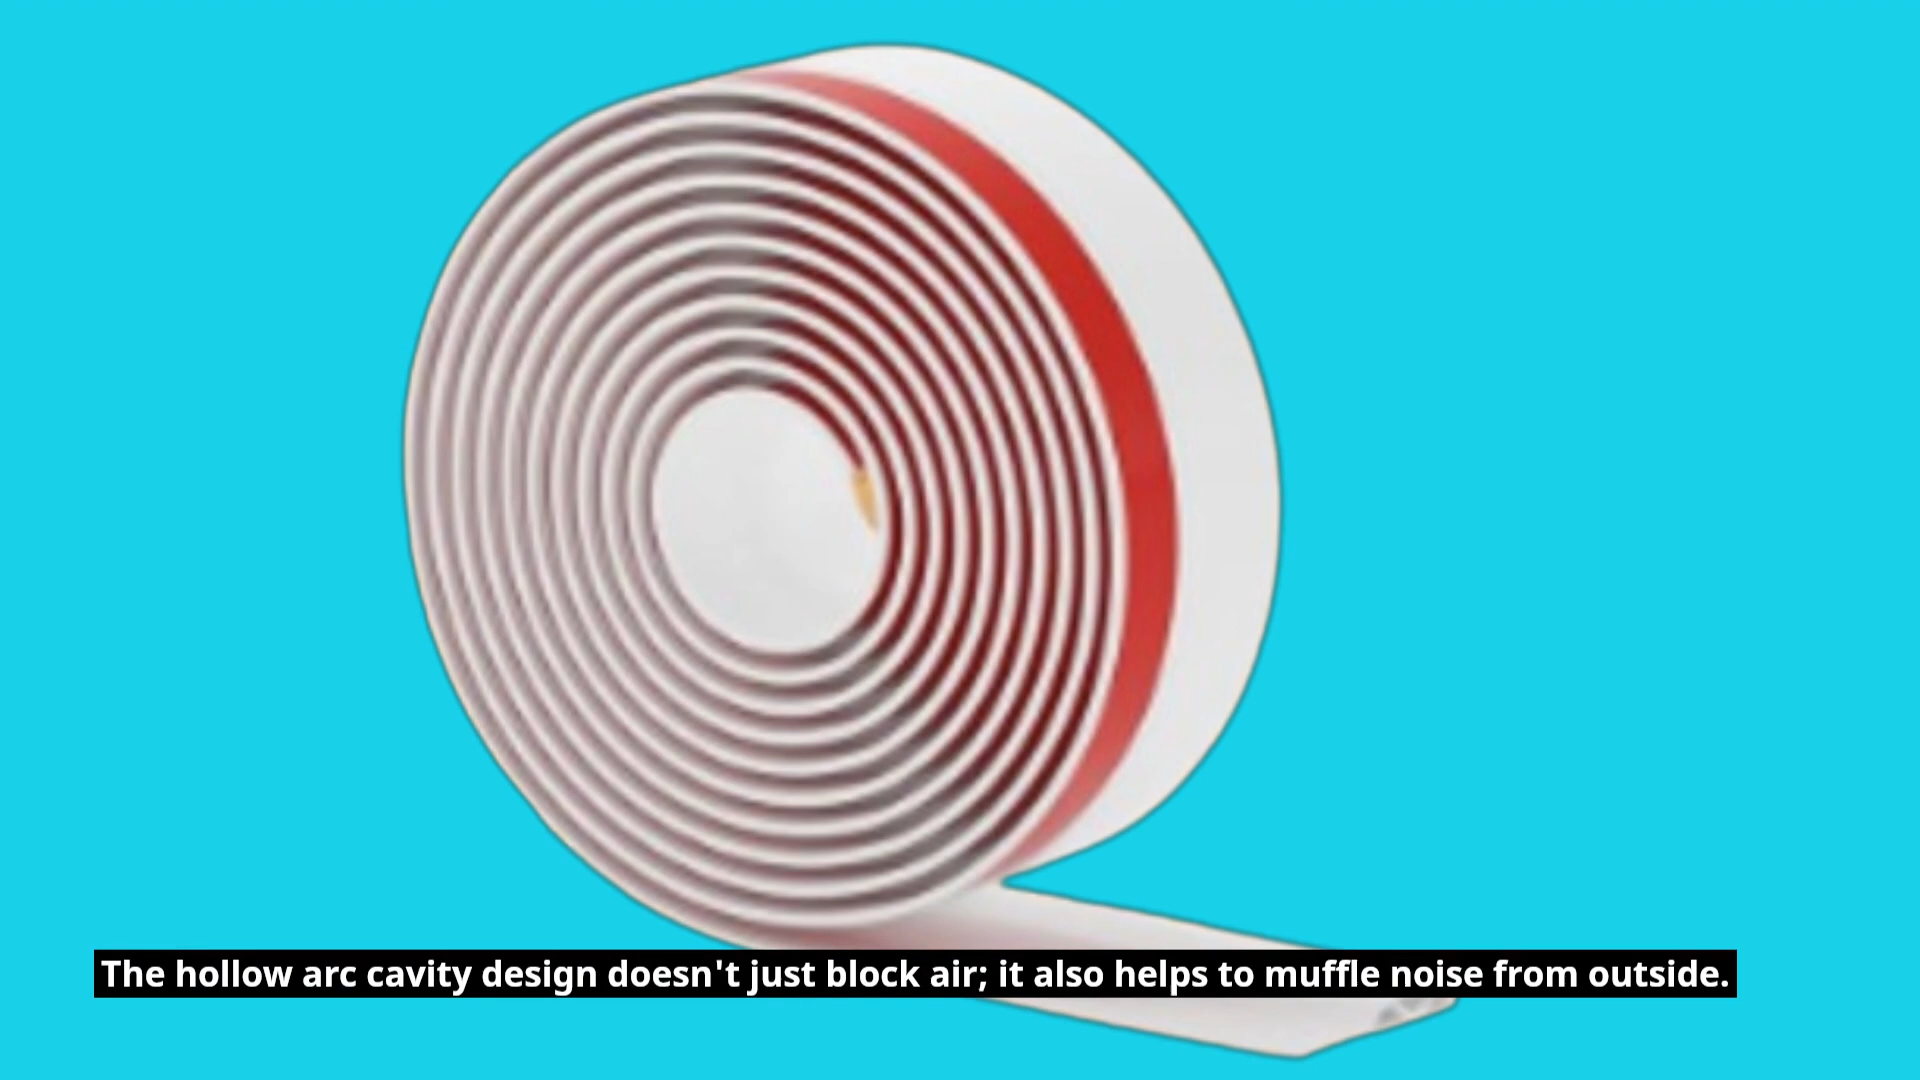 The hollow arc cavity design doesn't just block air; it also helps to muffle noise from outside.